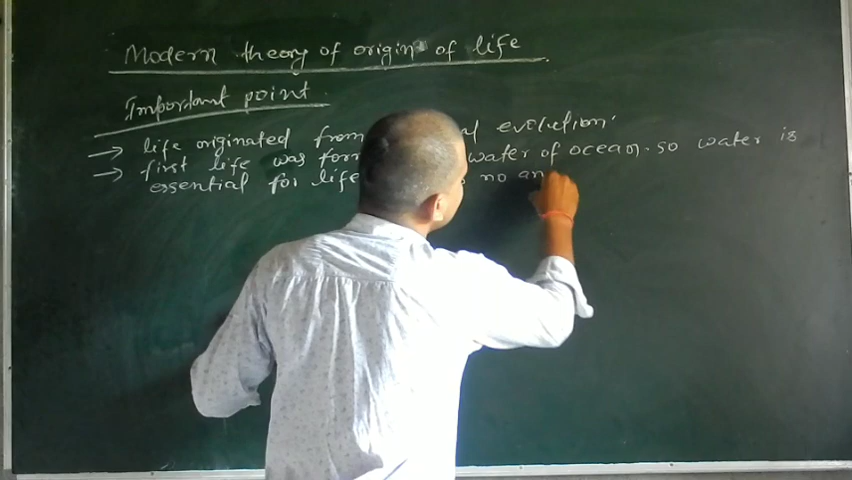 Modern theory of origin of life.
Important point
→ life originated from al evolution.
→ first life was for water of ocean. so water is
essential for life no an